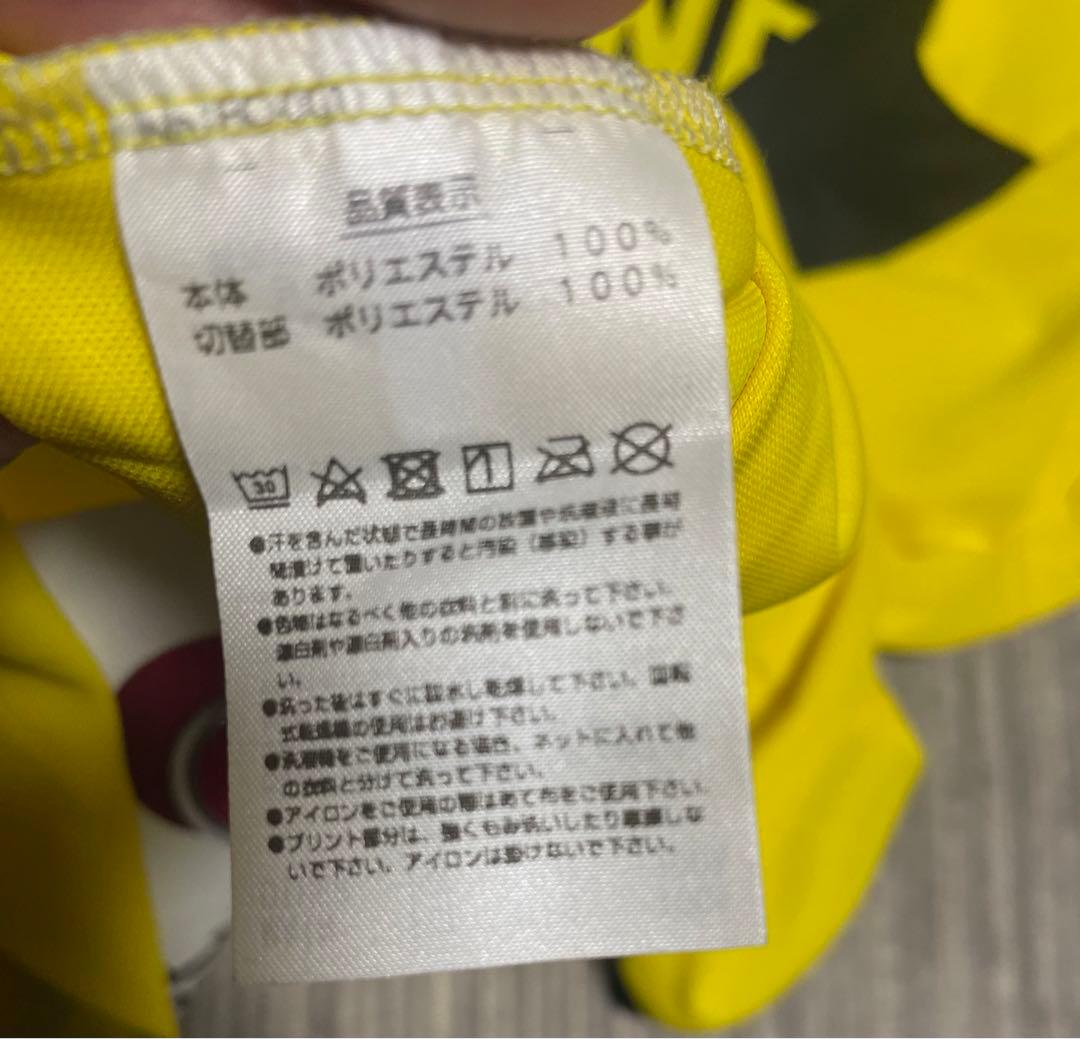 NE
品質表示
本体 ポリエステル 100%
切替部 ポリエステル 100%
30
●汗を含んだ状態で長時間の放置や洗濯液に長時
間漬けて置いたりすると汚染(移染)する事が
あります。
●色物はなるべく他の衣料と別に洗って下さい。
漂白剤や漂白剤入りの洗剤を使用しないで下さ
い。
●洗った後はすぐに脱水し乾燥して下さい。回転
式乾燥機の使用はお避け下さい。
●洗濯機をご使用になる場合、ネットに入れて他
の衣料と分けて洗って下さい。
●アイロンをご使用の際はあて布をご使用下さい。
●プリント部分は、強くもみ洗いしたり摩擦しな
いで下さい。アイロンは掛けないで下さい。